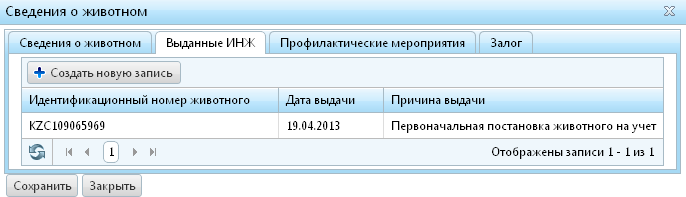 Сведения о животном
Сведения о животном Выданные ИНЖ Профилактические мероприятия Залог
Создать новую запись
Идентификационный номер животного Дата выдачи Причина выдачи
KZC109065969 19.04.2013 Первоначальная постановка животного на учет
1 Отображены записи 1 - 1 из 1
Сохранить Закрыть